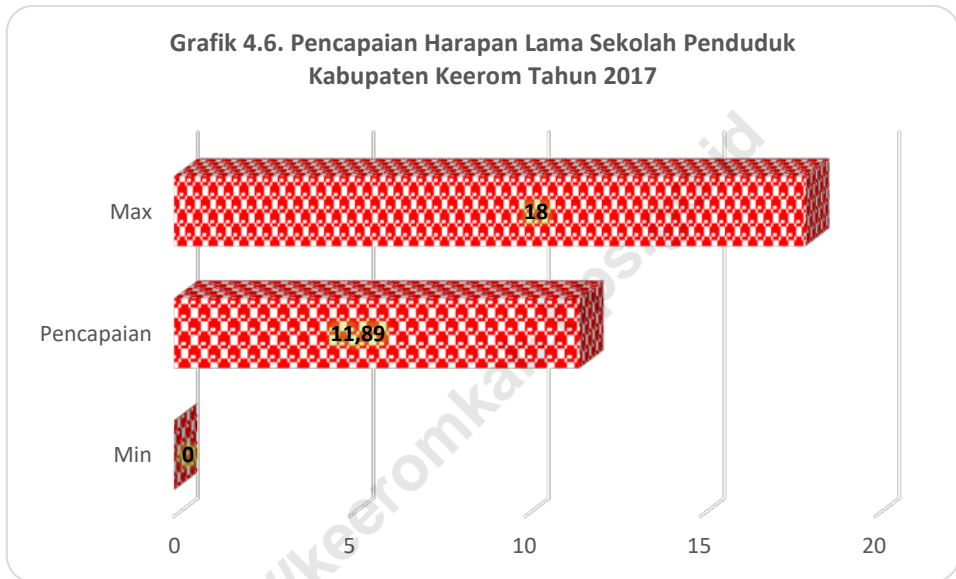 Grafik 4.6. Pencapaian Harapan Lama Sekolah Penduduk
Kabupaten Keerom Tahun 2017
Max
18
Pencapaian
11,89
Min
0
0
5
10
15
20